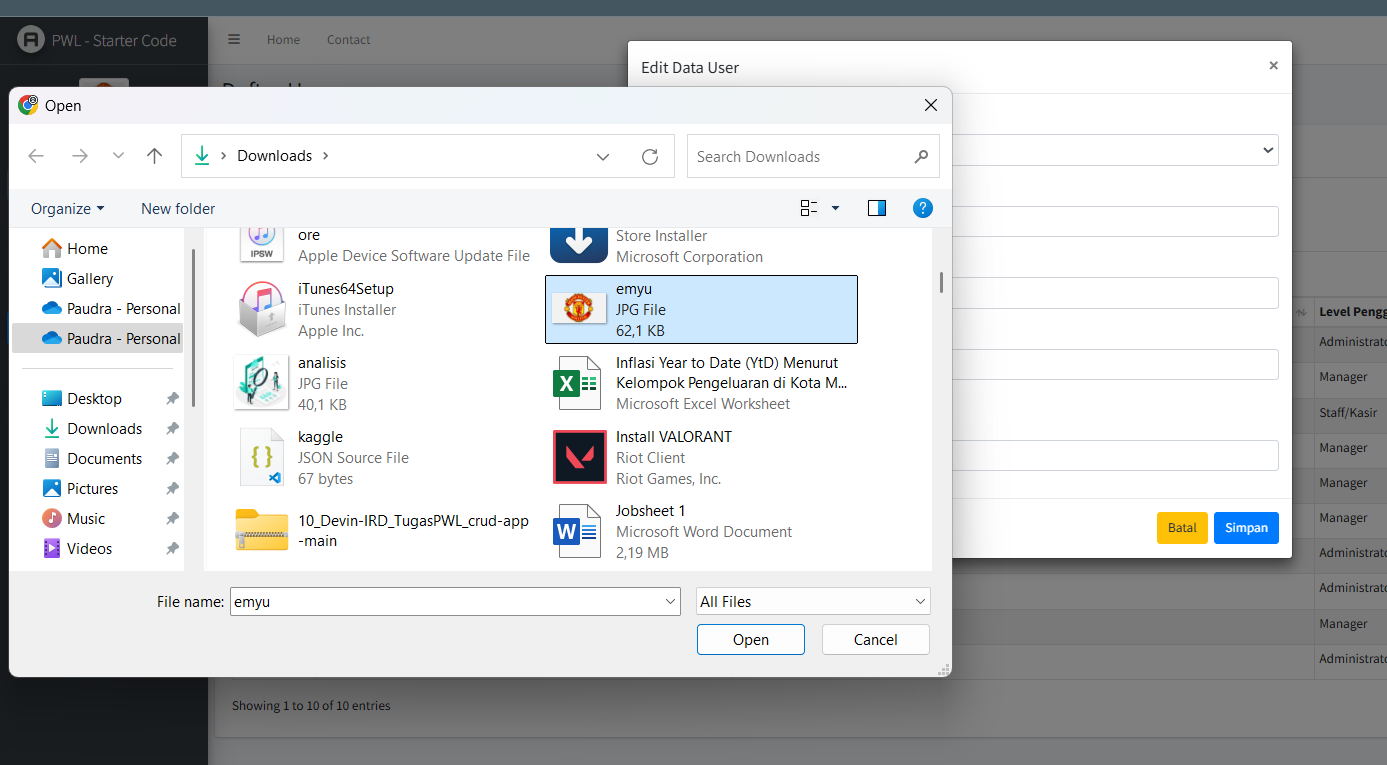 PWL - Starter Code
Home
Contact
Edit Data User
×
Open
Downloads
Search Downloads
Organize
New folder
Home
Gallery
Paudra - Personal
Paudra - Personal
Desktop
Downloads
Documents
Pictures
Music
Videos
ore
Apple Device Software Update File
IPSW
Store Installer
Microsoft Corporation
iTunes64Setup
iTunes Installer
Apple Inc.
emyu
JPG File
62,1 KB
analisis
JPG File
40,1 KB
Inflasi Year to Date (YtD) Menurut
Kelompok Pengeluaran di Kota M...
Microsoft Excel Worksheet
kaggle
JSON Source File
67 bytes
Install VALORANT
Riot Client
Riot Games, Inc.
10_Devin-IRD_TugasPWL_crud-app
-main
Jobsheet 1
Microsoft Word Document
2,19 MB
File name:
emyu
All Files
Open
Cancel
Batal
Simpan
Level Pengg
Administrato
Manager
Staff/Kasir
Manager
Manager
Manager
Administrato
Administrato
Manager
Administrato
Showing 1 to 10 of 10 entries